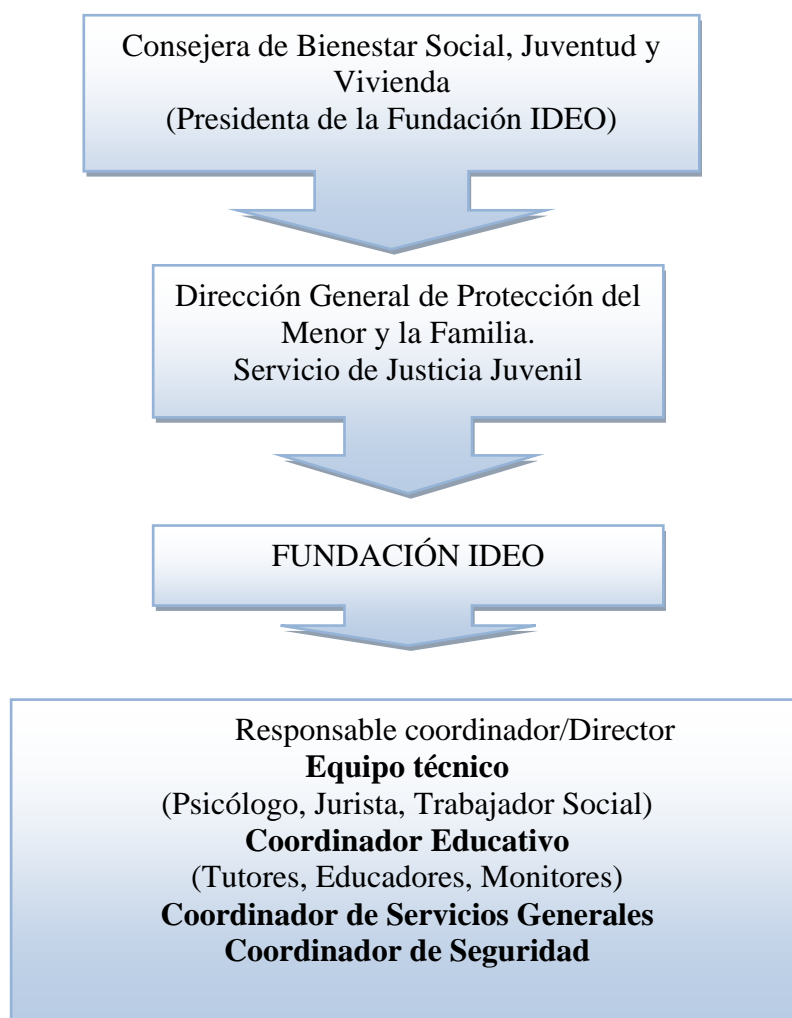 Consejera de Bienestar Social, Juventud y
Vivienda
(Presidenta de la Fundación IDEO)
Dirección General de Protección del
Menor y la Familia.
Servicio de Justicia Juvenil
FUNDACIÓN IDEO
Responsable coordinador/Director
Equipo técnico
(Psicólogo, Jurista, Trabajador Social)
Coordinador Educativo
(Tutores, Educadores, Monitores)
Coordinador de Servicios Generales
Coordinador de Seguridad